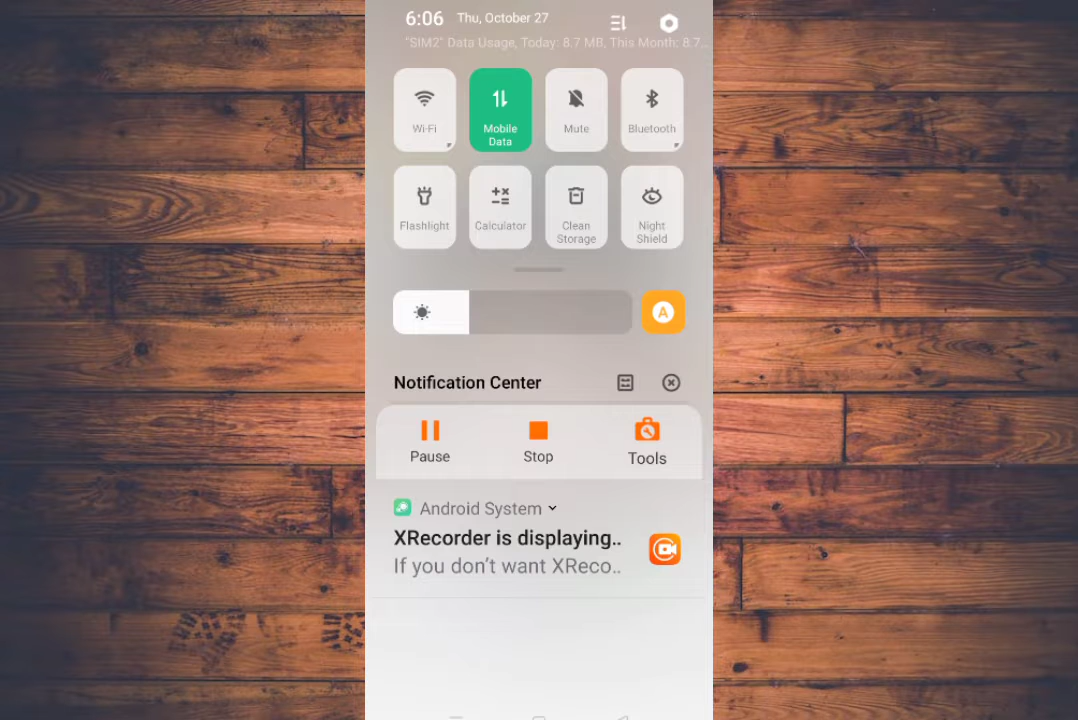 6:06 Thu, October 27
"SIM2" Data Usage, Today: 8.7 MB, This Month: 8.7...
Wi-Fi
Mobile
Data
Mute
Bluetooth
Flashlight
Calculator
Clean
Storage
Night
Shield
A
Notification Center
Pause
Stop
Tools
Android System
XRecorder is displaying..
If you don't want XReco..